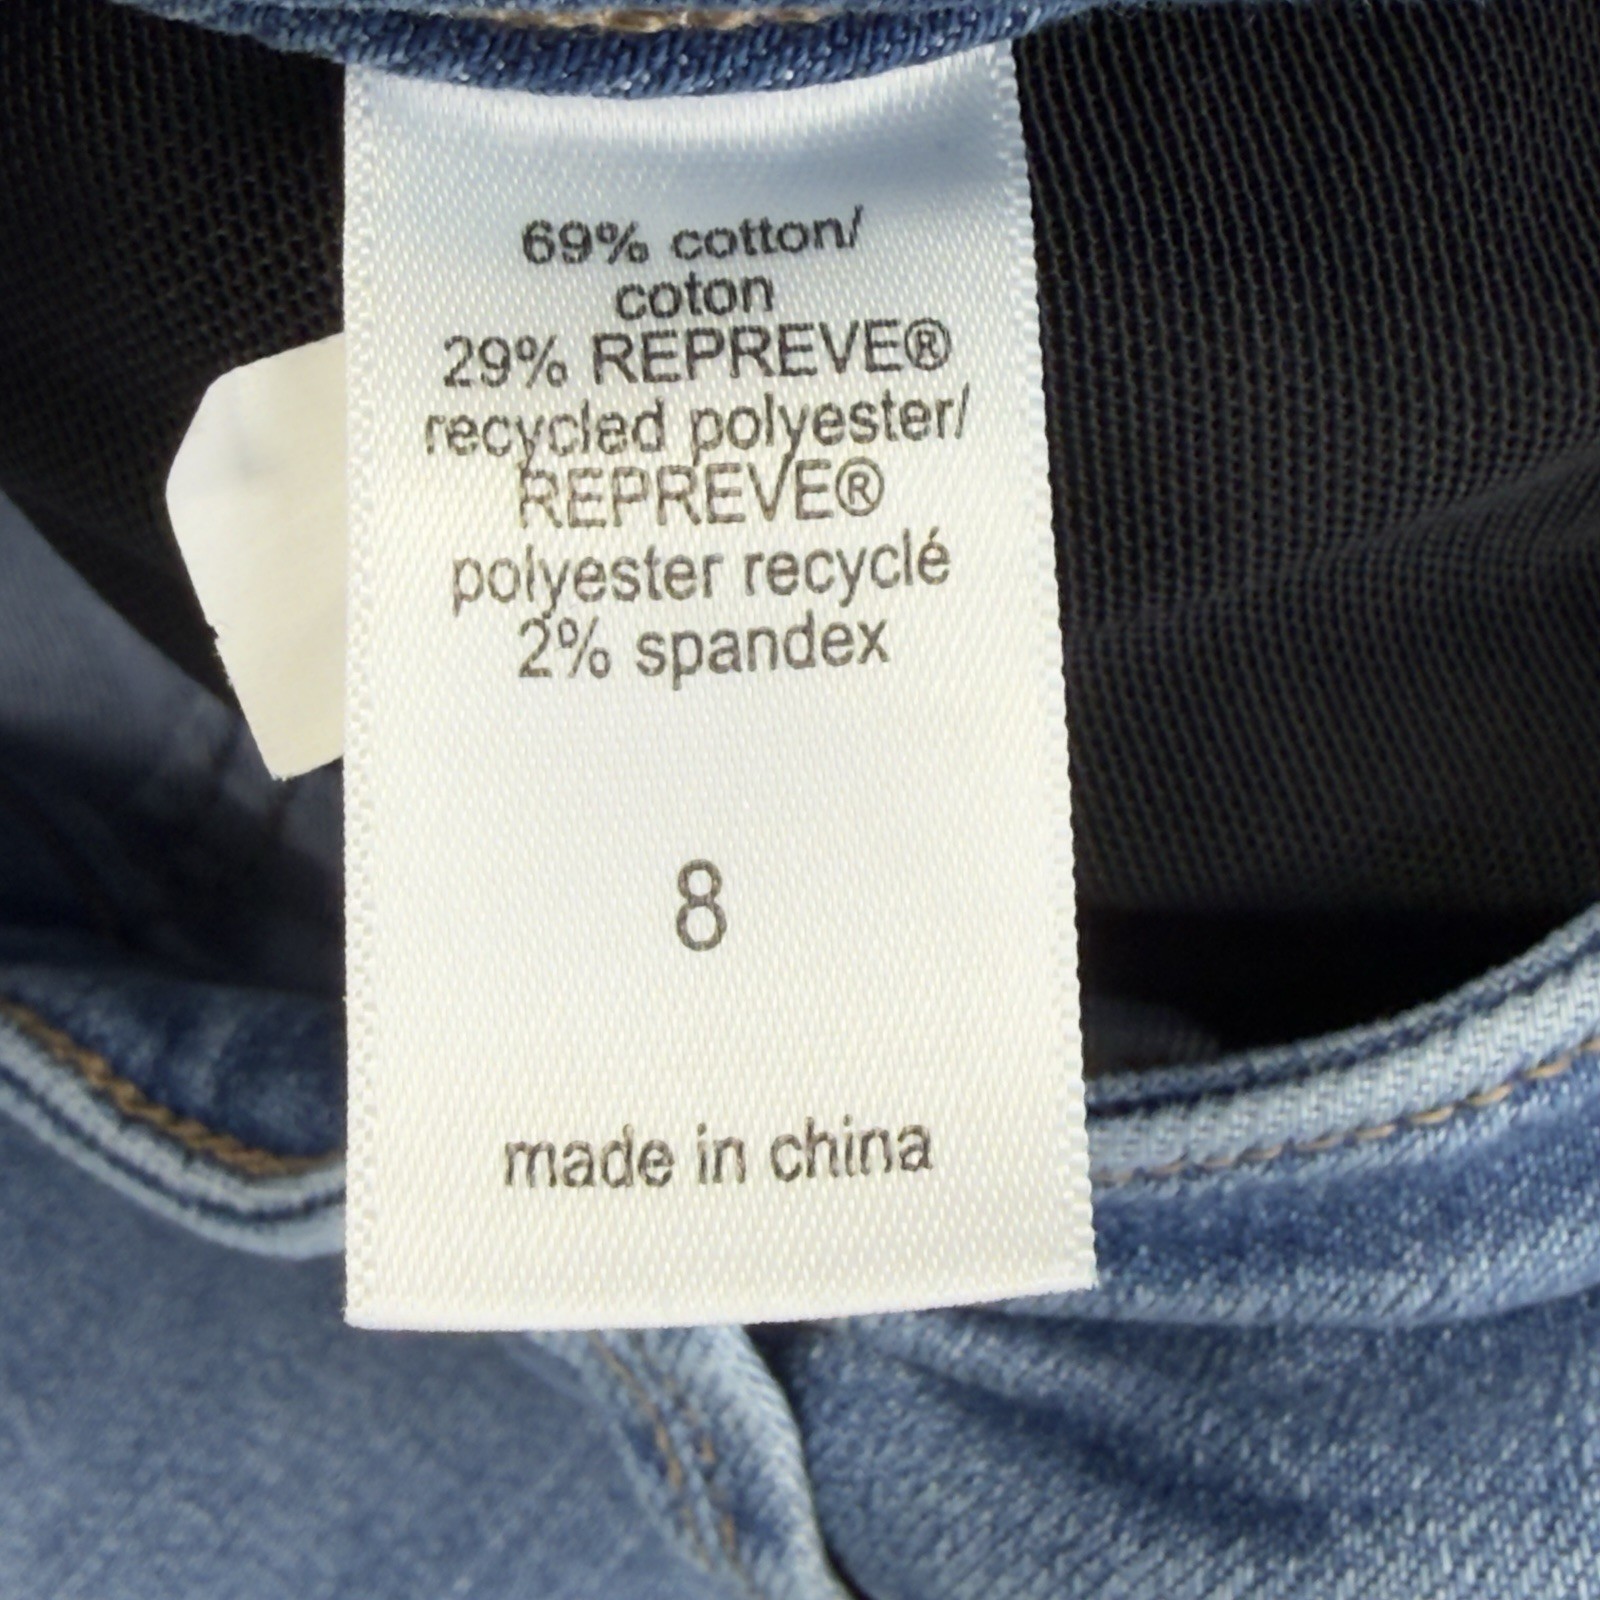 69% cotton/
coton
29% REPREVE®
recycled polyester/
REPREVE®
polyester recyclé
2% spandex
8
made in china